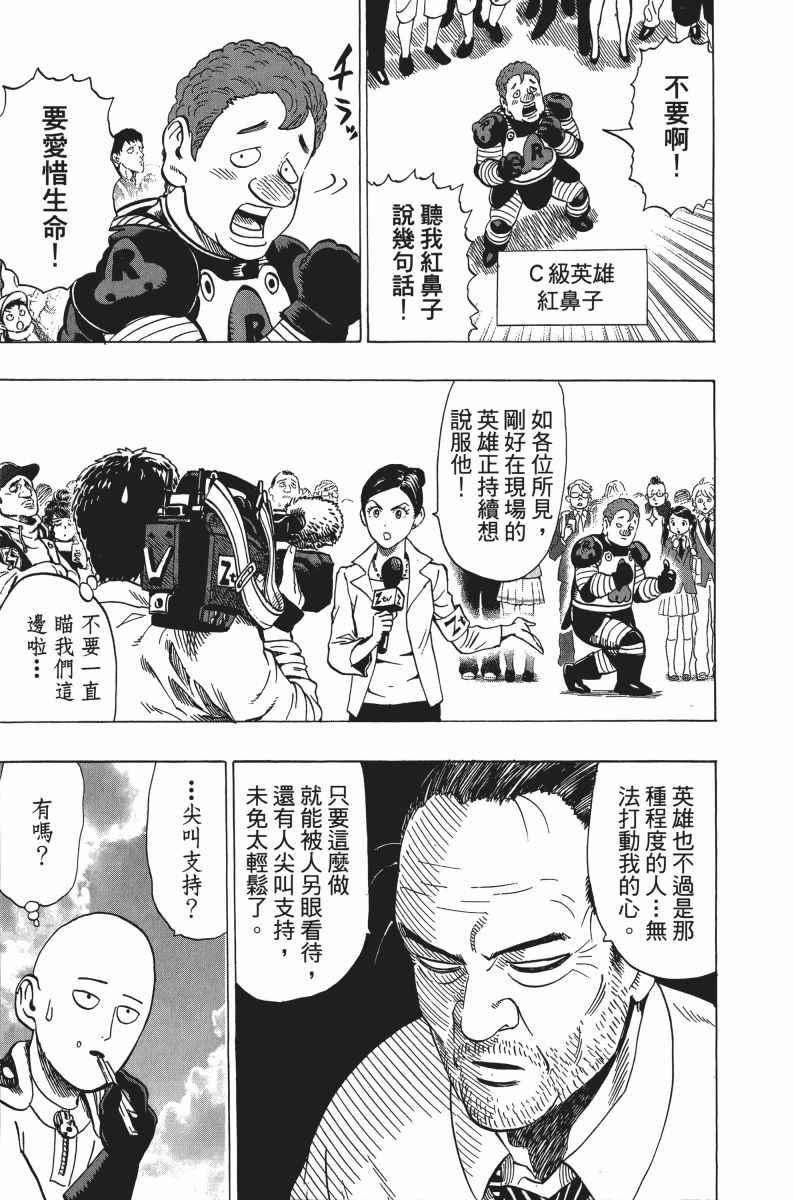 不要啊！
C級英雄
紅鼻子
聽我紅鼻子
說幾句話！
チラッ
R
R
要愛惜生命！
R
R
如各位所見，
剛好在現場的
英雄正持續想
說服他！
Ztv
Zt
Zt
不要一直
瞄我們這
邊啦…
英雄也不過是那
種程度的人…無
法打動我的心。
只要這麼做
就能被人另眼看待，
還有人尖叫支持，
未免太輕鬆了。
…尖叫支持？
有嗎？